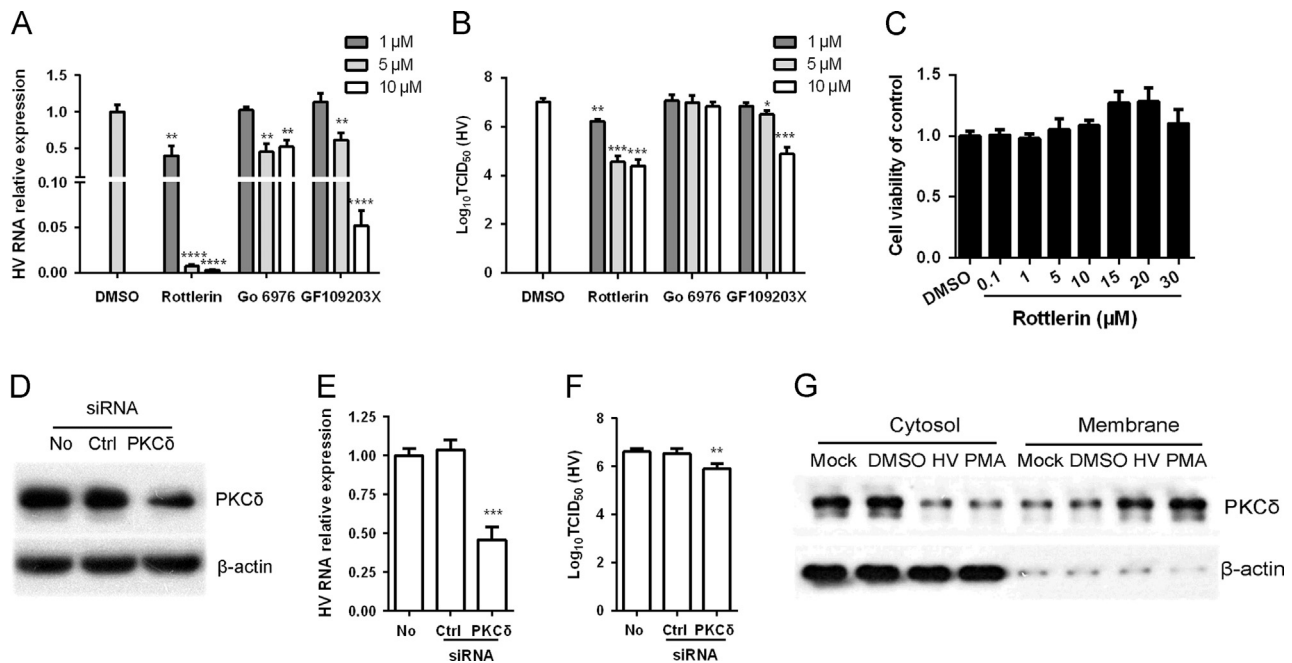 A
1 µM
5 µM
10 µM
HV RNA relative expression
1.5
1.0
0.5
0.10
0.05
0.00
**
****
****
**
**
**
****
DMSO Rottlerin Go 6976 GF109203X
B
1 µM
5 µM
10 µM
Log10TCID50 (HV)
8
6
4
2
0
**
***
***
*
***
DMSO Rottlerin Go 6976 GF109203X
C
Cell viability of control
1.5
1.0
0.5
0.0
DMSO 0.1 1 5 10 15 20 30
Rottlerin (µM)
D
siRNA
No Ctrl PKCδ
PKCδ
β-actin
E
HV RNA relative expression
1.25
1.00
0.75
0.50
0.25
0.00
***
No Ctrl PKCδ
siRNA
F
Log10TCID50 (HV)
8
6
4
2
0
**
No Ctrl PKCδ
siRNA
G
Cytosol Membrane
Mock DMSO HV PMA Mock DMSO HV PMA
PKCδ
β-actin